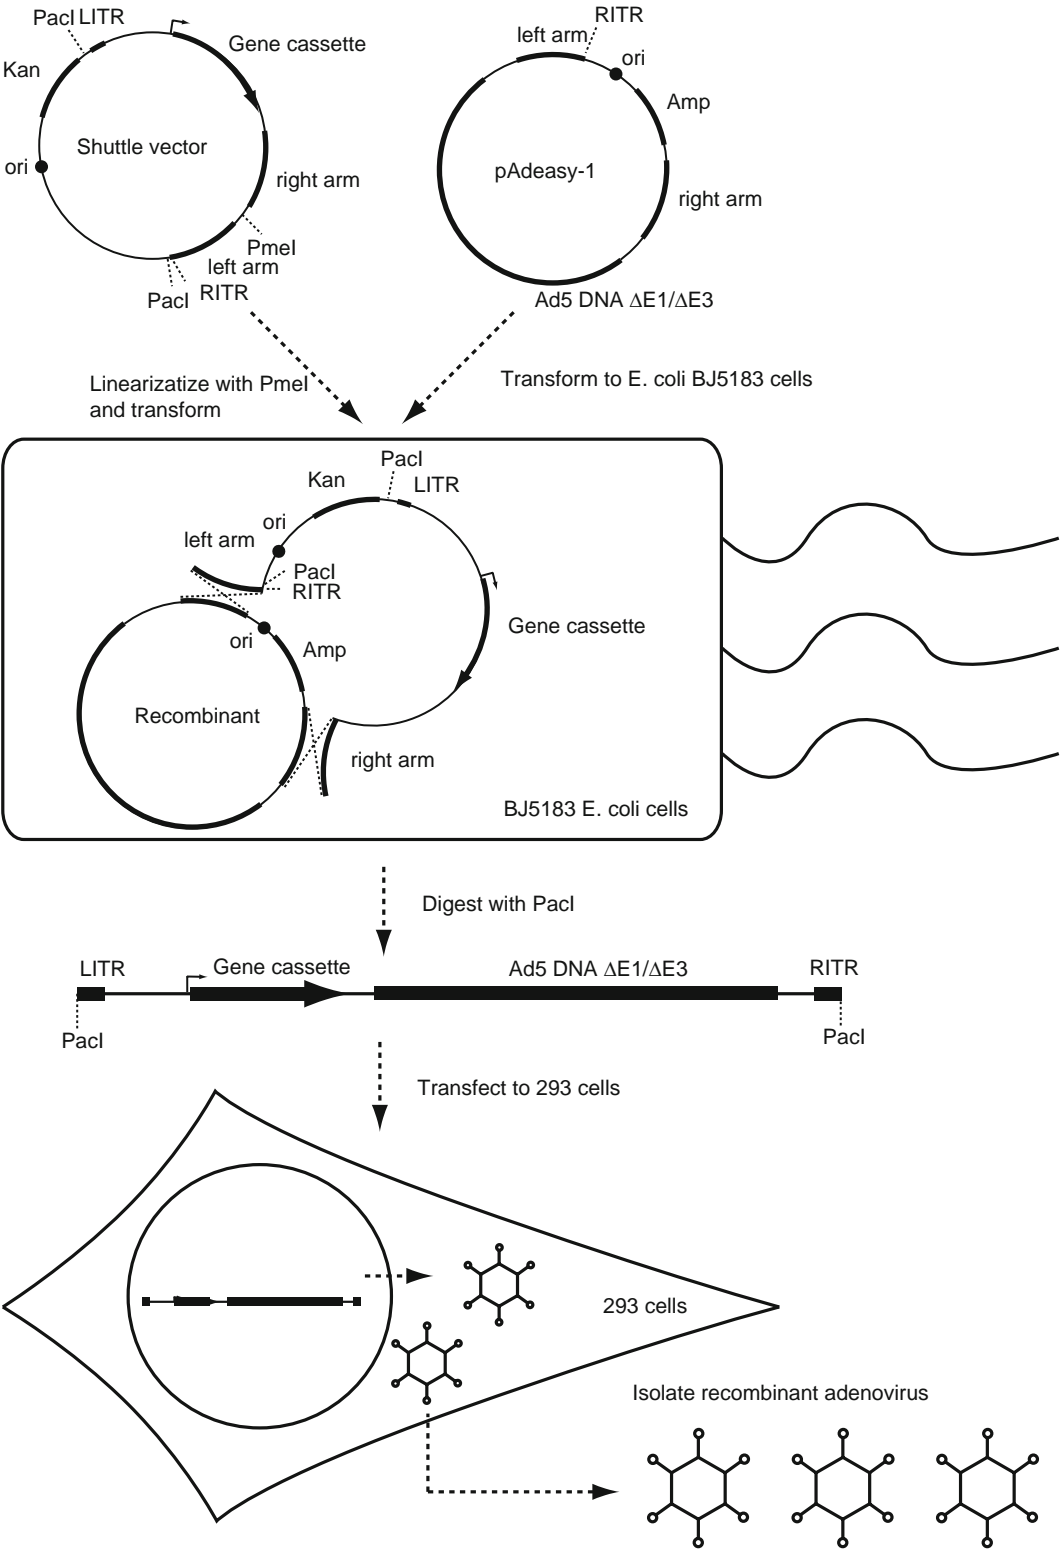 PacI LITR
Gene cassette
Kan
Shuttle vector
ori
right arm
PmeI
left arm
RITR
PacI
RITR
left arm
ori
Amp
pAdeasy-1
right arm
Ad5 DNA ΔE1/ΔE3
Linearizatize with PmeI
and transform
Transform to E. coli BJ5183 cells
PacI
Kan
LITR
ori
left arm
PacI
RITR
Gene cassette
ori
Amp
Recombinant
right arm
BJ5183 E. coli cells
Digest with PacI
LITR
Gene cassette
Ad5 DNA ΔE1/ΔE3
RITR
PacI
PacI
Transfect to 293 cells
293 cells
Isolate recombinant adenovirus